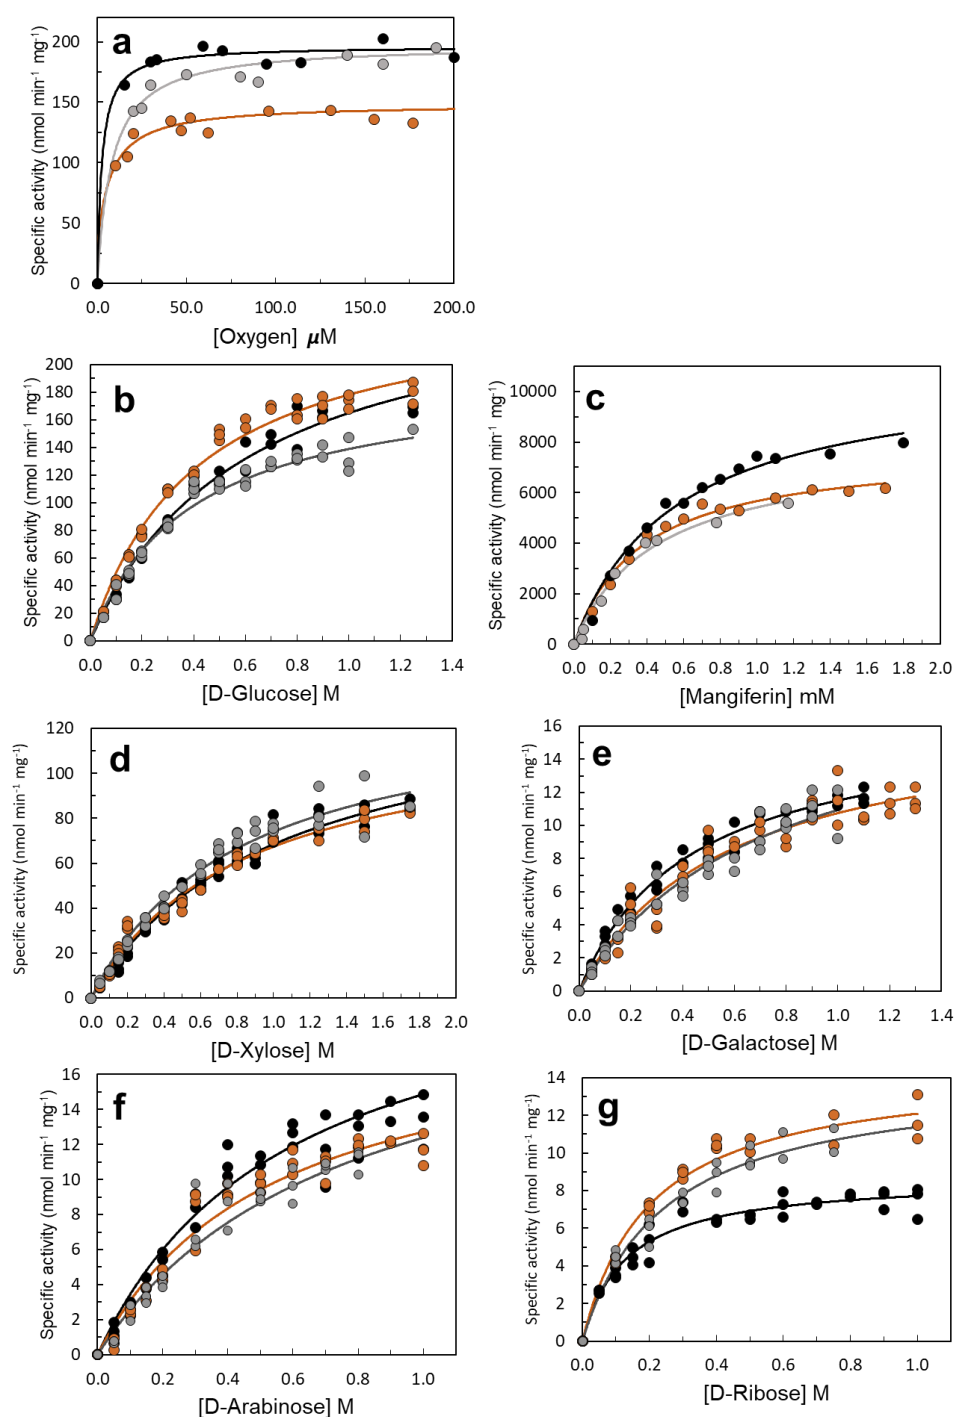 a
Specific activity (nmol min⁻¹ mg⁻¹)
200
150
100
50
0
0.0 50.0 100.0 150.0 200.0
[Oxygen] μM
b
Specific activity (nmol min⁻¹ mg⁻¹)
200
180
160
140
120
100
80
60
40
20
0
0.0 0.2 0.4 0.6 0.8 1.0 1.2 1.4
[D-Glucose] M
c
Specific activity (nmol min⁻¹ mg⁻¹)
10000
8000
6000
4000
2000
0
0.0 0.2 0.4 0.6 0.8 1.0 1.2 1.4 1.6 1.8 2.0
[Mangiferin] mM
d
Specific activity (nmol min⁻¹ mg⁻¹)
120
100
80
60
40
20
0
0.0 0.2 0.4 0.6 0.8 1.0 1.2 1.4 1.6 1.8 2.0
[D-Xylose] M
e
Specific activity (nmol min⁻¹ mg⁻¹)
16
14
12
10
8
6
4
2
0
0.0 0.2 0.4 0.6 0.8 1.0 1.2 1.4
[D-Galactose] M
f
Specific activity (nmol min⁻¹ mg⁻¹)
16
14
12
10
8
6
4
2
0
0.0 0.2 0.4 0.6 0.8 1.0
[D-Arabinose] M
g
Specific activity (nmol min⁻¹ mg⁻¹)
14
12
10
8
6
4
2
0
0.0 0.2 0.4 0.6 0.8 1.0
[D-Ribose] M